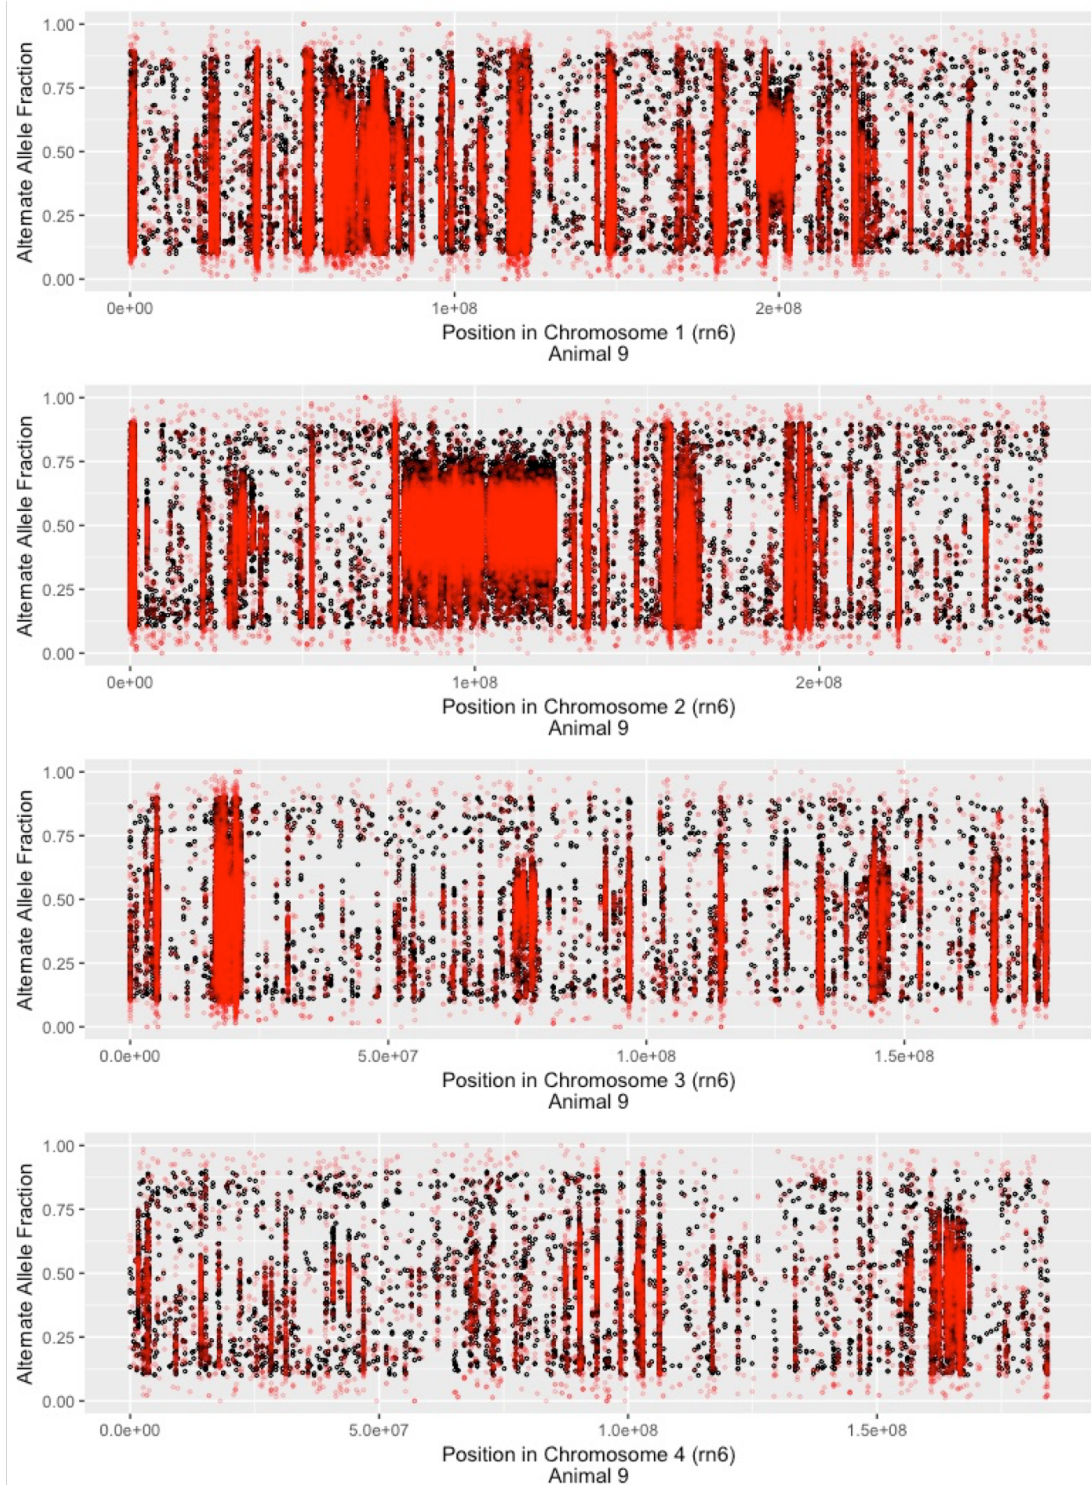 Alternate Allele Fraction
1.00
0.75
0.50
0.25
0.00
0e+00 1e+08 2e+08
Position in Chromosome 1 (rn6)
Animal 9
Alternate Allele Fraction
1.00
0.75
0.50
0.25
0.00
0e+00 1e+08 2e+08
Position in Chromosome 2 (rn6)
Animal 9
Alternate Allele Fraction
1.00
0.75
0.50
0.25
0.00
0.0e+00 5.0e+07 1.0e+08 1.5e+08
Position in Chromosome 3 (rn6)
Animal 9
Alternate Allele Fraction
1.00
0.75
0.50
0.25
0.00
0.0e+00 5.0e+07 1.0e+08 1.5e+08
Position in Chromosome 4 (rn6)
Animal 9